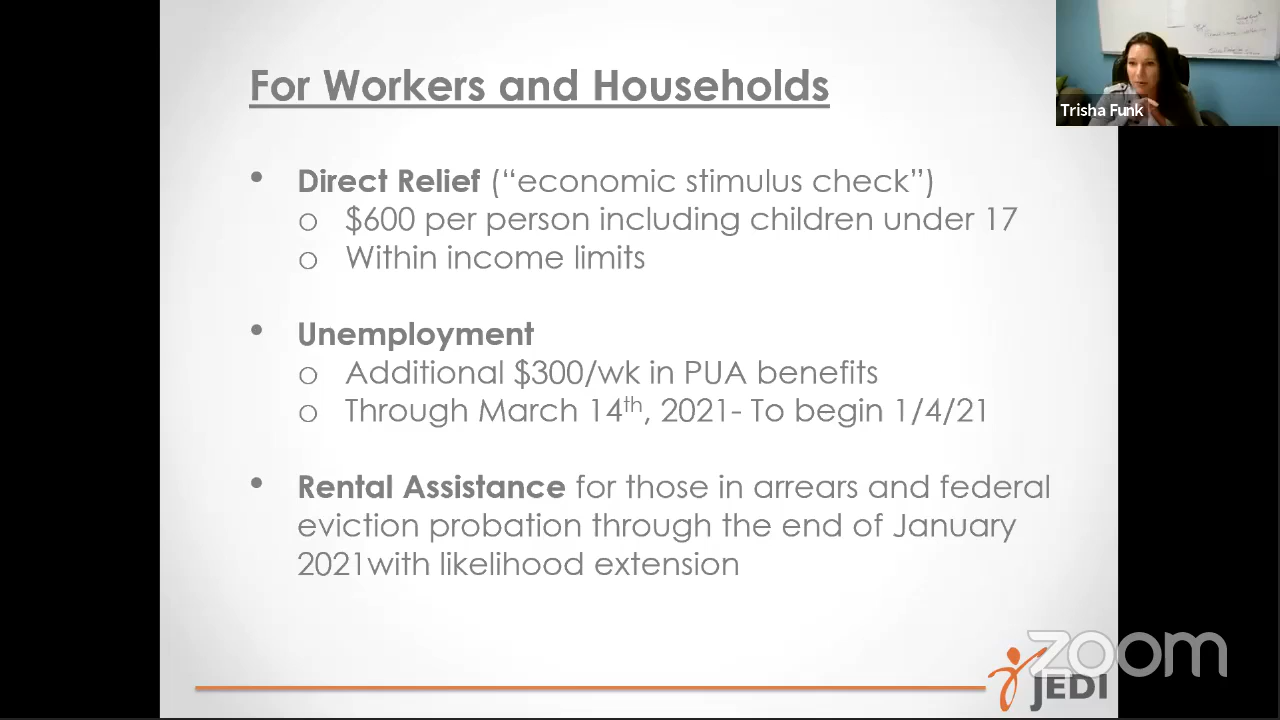 For Workers and Households
Trisha Funk
• Direct Relief (“economic stimulus check”)
o $600 per person including children under 17
o Within income limits
• Unemployment
o Additional $300/wk in PUA benefits
o Through March 14th, 2021- To begin 1/4/21
• Rental Assistance for those in arrears and federal
eviction probation through the end of January
2021with likelihood extension
zoom
JEDI